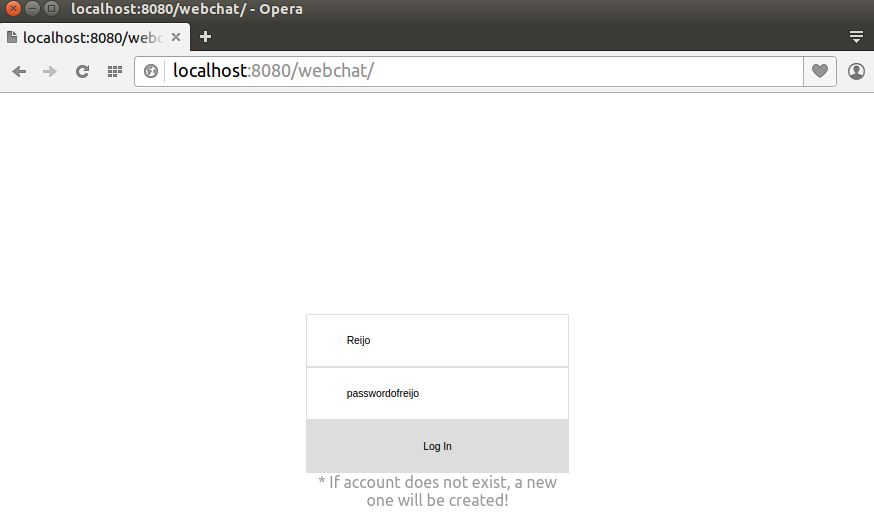 localhost:8080/webchat/ - Opera
localhost:8080/webc
localhost:8080/webchat/
Reijo
passwordofreijo
Log In
* If account does not exist, a new
one will be created!